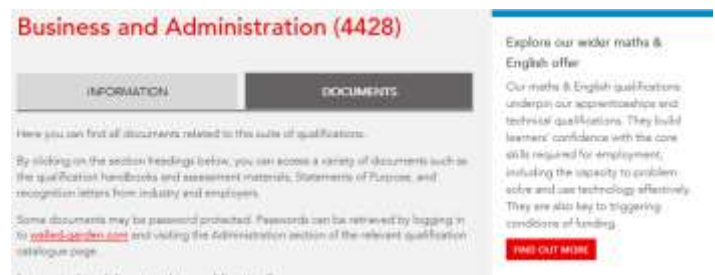 Business and Administration (4428)
INFORMATION
DOCUMENTS
Here you can find all documents related to this suite of qualifications.
By clicking on the section headings below, you can access a variety of documents such as
the qualification handbooks and assessment materials, Statements of Purpose, and
recognition letters from industry and employers.
Some documents may be password protected. Passwords can be retrieved by logging in
to walled-garden.com and visiting the Administration section of the relevant qualification
catalogue page.
Explore our wider maths &
English offer
Our maths & English qualifications
underpin our apprenticeships and
technical qualifications. They build
learners' confidence with the core
skills required for employment,
including the capacity to problem
solve and use technology effectively.
They are also key to triggering
conditions of funding.
FIND OUT MORE